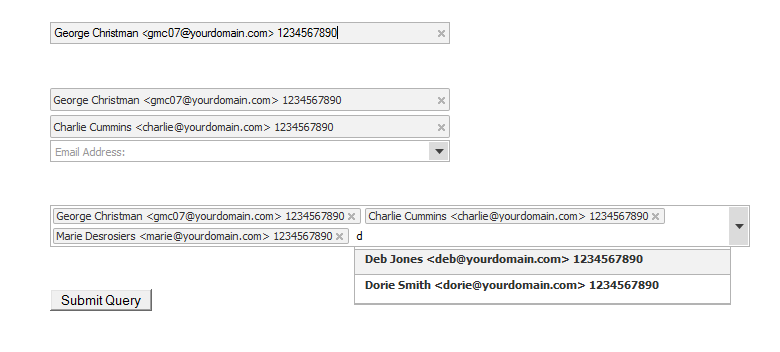 George Christman <gmc07@yourdomain.com> 1234567890
George Christman <gmc07@yourdomain.com> 1234567890
Charlie Cummins <charlie@yourdomain.com> 1234567890
Email Address:
George Christman <gmc07@yourdomain.com> 1234567890 Charlie Cummins <charlie@yourdomain.com> 1234567890
Marie Desrosiers <marie@yourdomain.com> 1234567890 d
Deb Jones <deb@yourdomain.com> 1234567890
Dorie Smith <dorie@yourdomain.com> 1234567890
Submit Query